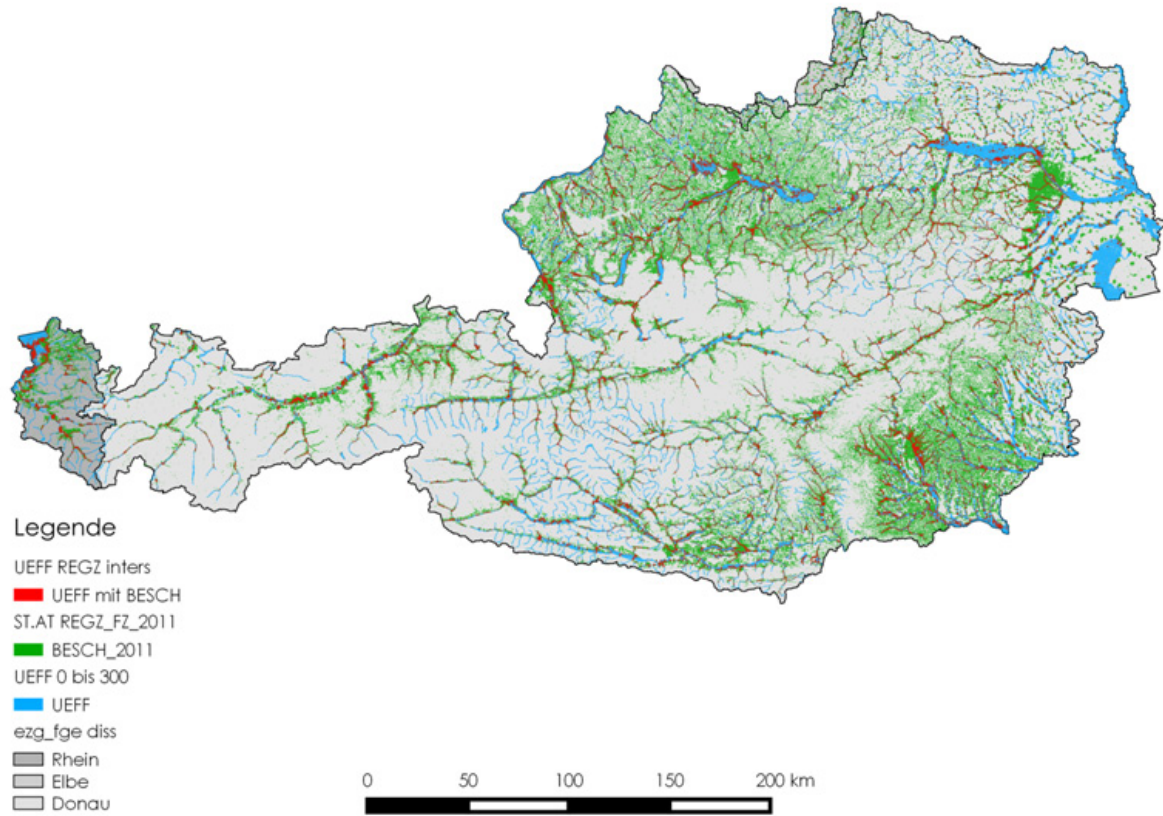 Legende
UEFF REGZ inters
UEFF mit BESCH
ST.AT REGZ_FZ_2011
BESCH_2011
UEFF 0 bis 300
UEFF
ezg_fge diss
Rhein
Elbe
Donau
0 50 100 150 200 km